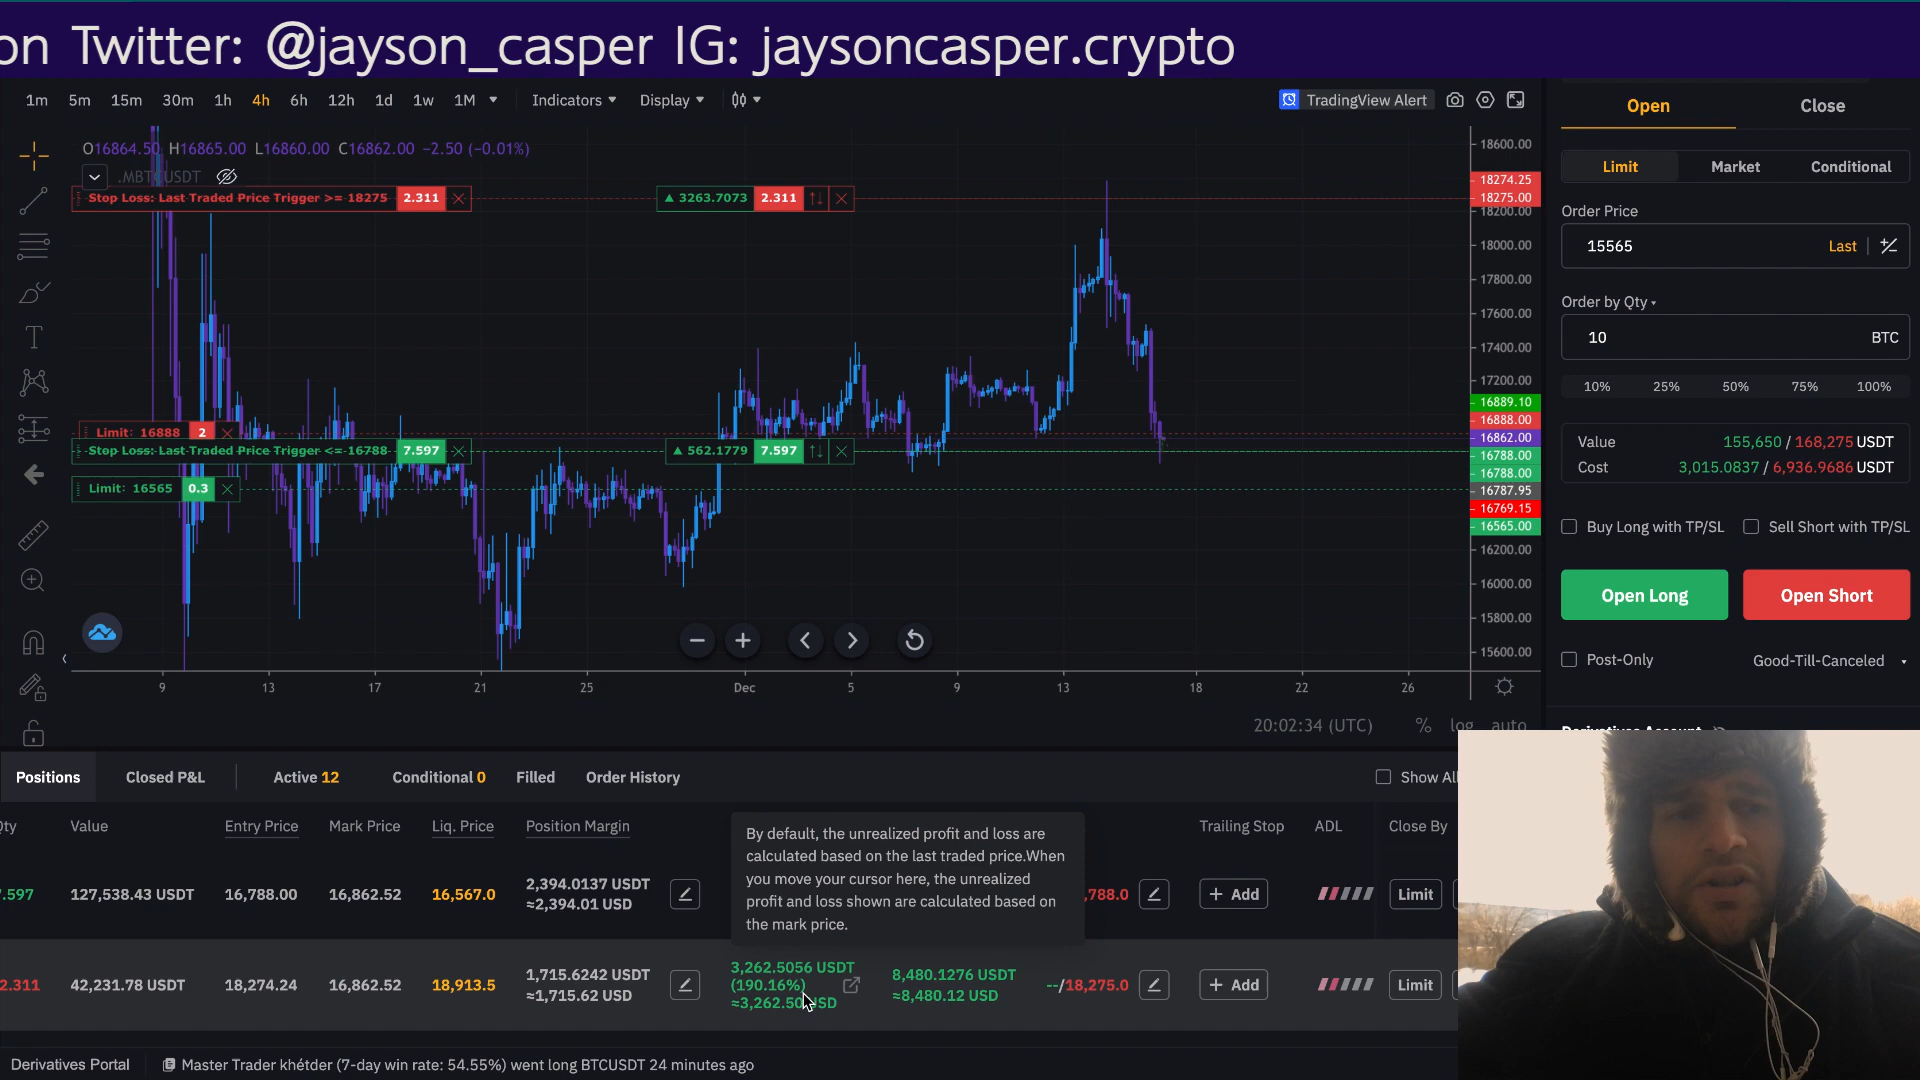 on Twitter: @jayson_casper IG: jaysoncasper.crypto
1m 5m 15m 30m 1h 4h 6h 12h 1d 1w 1M Indicators Display TradingView Alert
O16864.50 H16865.00 L16860.00 C16862.00 −2.50 (−0.01%)
.MBTCUSDT
Stop Loss: Last Traded Price Trigger >= 18275 2.311
▲ 3263.7073 2.311
Limit: 16888 2
Stop Loss: Last Traded Price Trigger <= 16788 7.597
▲ 562.1779 7.597
Limit: 16565 0.3
18600.00
18274.25
18275.00
18200.00
18000.00
17800.00
17600.00
17400.00
17200.00
16889.10
16888.00
16862.00
16788.00
16788.00
16787.95
16769.15
16565.00
16200.00
16000.00
15800.00
15600.00
9 13 17 21 25 Dec 5 9 13 18 22 26
20:02:34 (UTC) % log auto
Open Close
Limit Market Conditional
Order Price
15565 Last
Order by Qty
10 BTC
10% 25% 50% 75% 100%
Value 155,650 / 168,275 USDT
Cost 3,015.0837 / 6,936.9686 USDT
Buy Long with TP/SL Sell Short with TP/SL
Open Long Open Short
Post-Only Good-Till-Canceled
Derivatives Account
Positions Closed P&L Active 12 Conditional 0 Filled Order History Show All
Qty Value Entry Price Mark Price Liq. Price Position Margin Trailing Stop ADL Close By
By default, the unrealized profit and loss are
calculated based on the last traded price.When
you move your cursor here, the unrealized
profit and loss shown are calculated based on
the mark price.
7.597 127,538.43 USDT 16,788.00 16,862.52 16,567.0 2,394.0137 USDT ,788.0 + Add Limit
≈2,394.01 USD
2.311 42,231.78 USDT 18,274.24 16,862.52 18,913.5 1,715.6242 USDT 3,262.5056 USDT 8,480.1276 USDT --/18,275.0 + Add Limit
≈1,715.62 USD (190.16%) ≈8,480.12 USD
≈3,262.50 USD
Derivatives Portal Master Trader khétder (7-day win rate: 54.55%) went long BTCUSDT 24 minutes ago